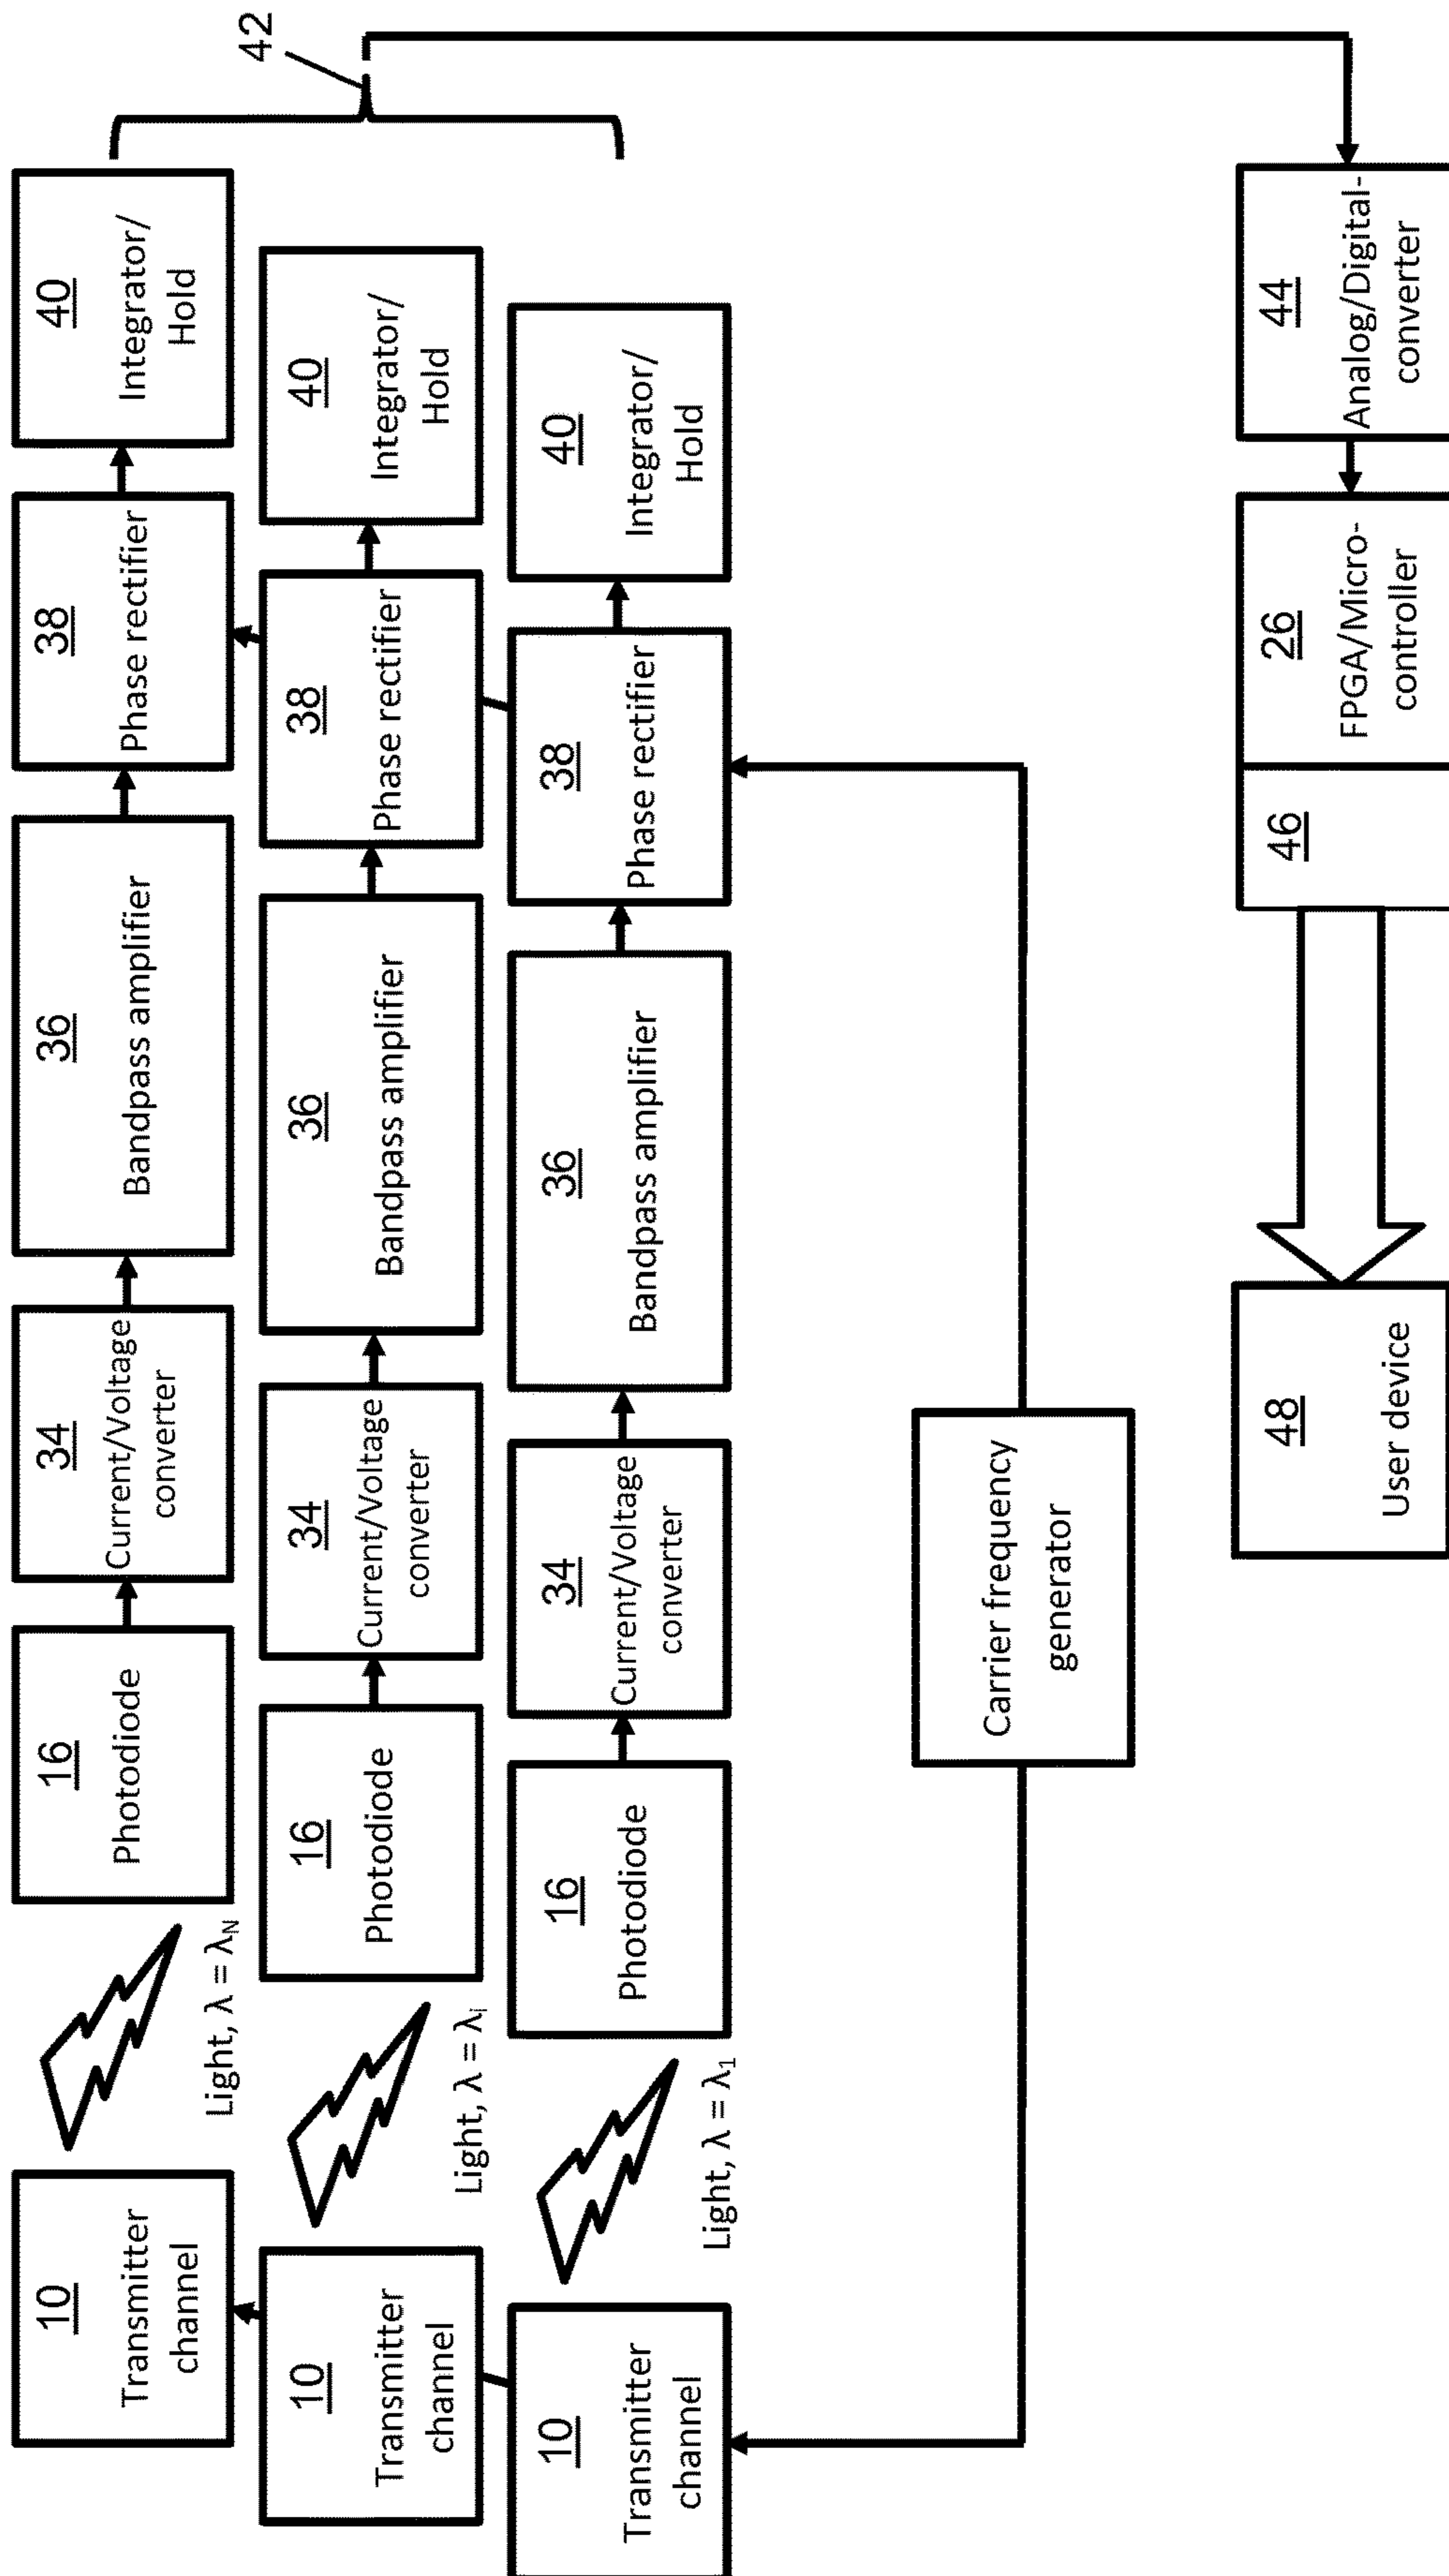 10
Transmitter
channel
Light, λ = λN
16
Photodiode
34
Current/Voltage
converter
36
Bandpass amplifier
38
Phase rectifier
40
Integrator/
Hold
42
10
Transmitter
channel
Light, λ = λi
16
Photodiode
34
Current/Voltage
converter
36
Bandpass amplifier
38
Phase rectifier
40
Integrator/
Hold
10
Transmitter
channel
Light, λ = λ1
16
Photodiode
34
Current/Voltage
converter
36
Bandpass amplifier
38
Phase rectifier
40
Integrator/
Hold
Carrier frequency
generator
48
User device
46
26
FPGA/Micro-
controller
44
Analog/Digital-
converter